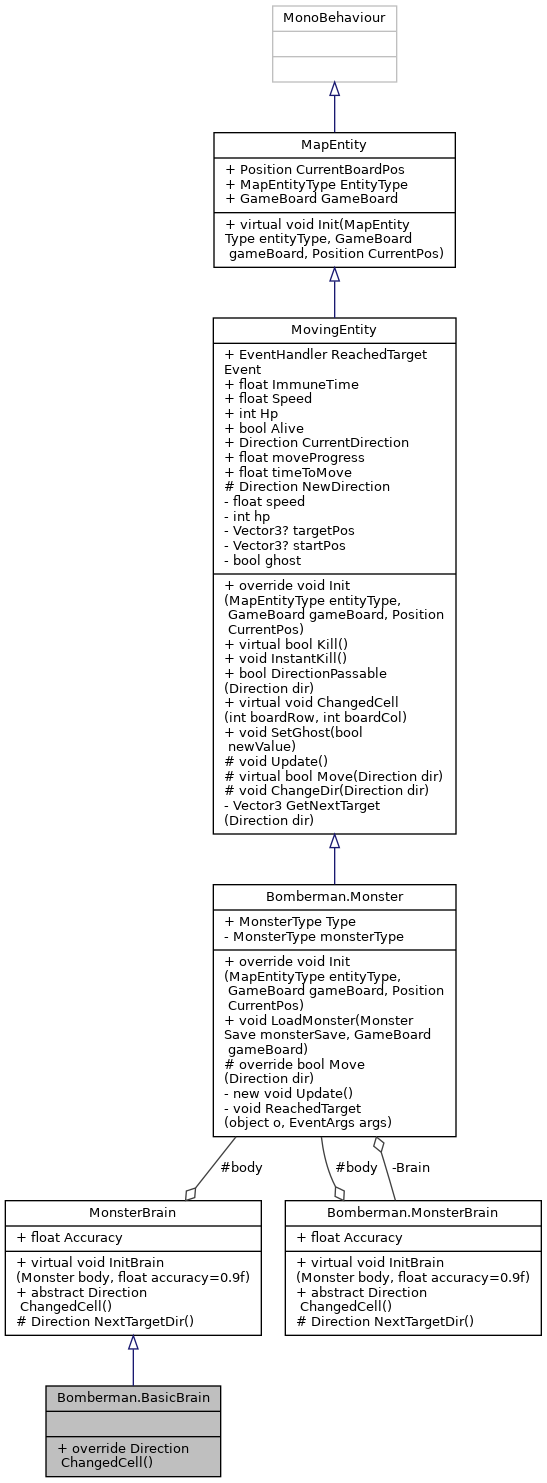 MonoBehaviour
MapEntity
+ Position CurrentBoardPos
+ MapEntityType EntityType
+ GameBoard GameBoard
+ virtual void Init(MapEntity
Type entityType, GameBoard
gameBoard, Position CurrentPos)
MovingEntity
+ EventHandler ReachedTarget
Event
+ float ImmuneTime
+ float Speed
+ int Hp
+ bool Alive
+ Direction CurrentDirection
+ float moveProgress
+ float timeToMove
# Direction NewDirection
- float speed
- int hp
- Vector3? targetPos
- Vector3? startPos
- bool ghost
+ override void Init
(MapEntityType entityType,
GameBoard gameBoard, Position
CurrentPos)
+ virtual bool Kill()
+ void InstantKill()
+ bool DirectionPassable
(Direction dir)
+ virtual void ChangedCell
(int boardRow, int boardCol)
+ void SetGhost(bool
newValue)
# void Update()
# virtual bool Move(Direction dir)
# void ChangeDir(Direction dir)
- Vector3 GetNextTarget
(Direction dir)
Bomberman.Monster
+ MonsterType Type
- MonsterType monsterType
+ override void Init
(MapEntityType entityType,
GameBoard gameBoard, Position
CurrentPos)
+ void LoadMonster(Monster
Save monsterSave, GameBoard
gameBoard)
# override bool Move
(Direction dir)
- new void Update()
- void ReachedTarget
(object o, EventArgs args)
#body
#body
-Brain
MonsterBrain
+ float Accuracy
+ virtual void InitBrain
(Monster body, float accuracy=0.9f)
+ abstract Direction
ChangedCell()
# Direction NextTargetDir()
Bomberman.MonsterBrain
+ float Accuracy
+ virtual void InitBrain
(Monster body, float accuracy=0.9f)
+ abstract Direction
ChangedCell()
# Direction NextTargetDir()
Bomberman.BasicBrain
+ override Direction
ChangedCell()